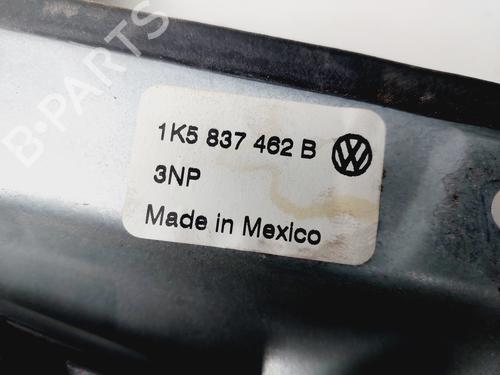 B-PARTS
1K5 837 462 B
3NP
Made in Mexico